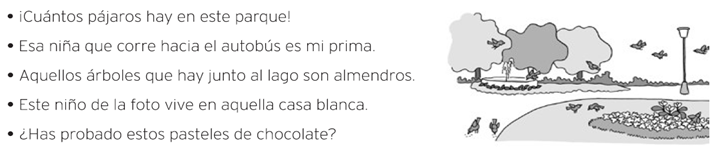 • ¡Cuántos pájaros hay en este parque!
• Esa niña que corre hacia el autobús es mi prima.
• Aquellos árboles que hay junto al lago son almendros.
• Este niño de la foto vive en aquella casa blanca.
• ¿Has probado estos pasteles de chocolate?